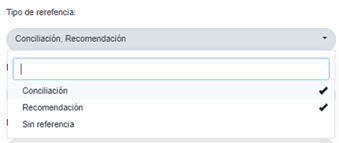 Tipo de rerefencia:
Conciliación, Recomendación
Conciliación
Recomendación
Sin referencia